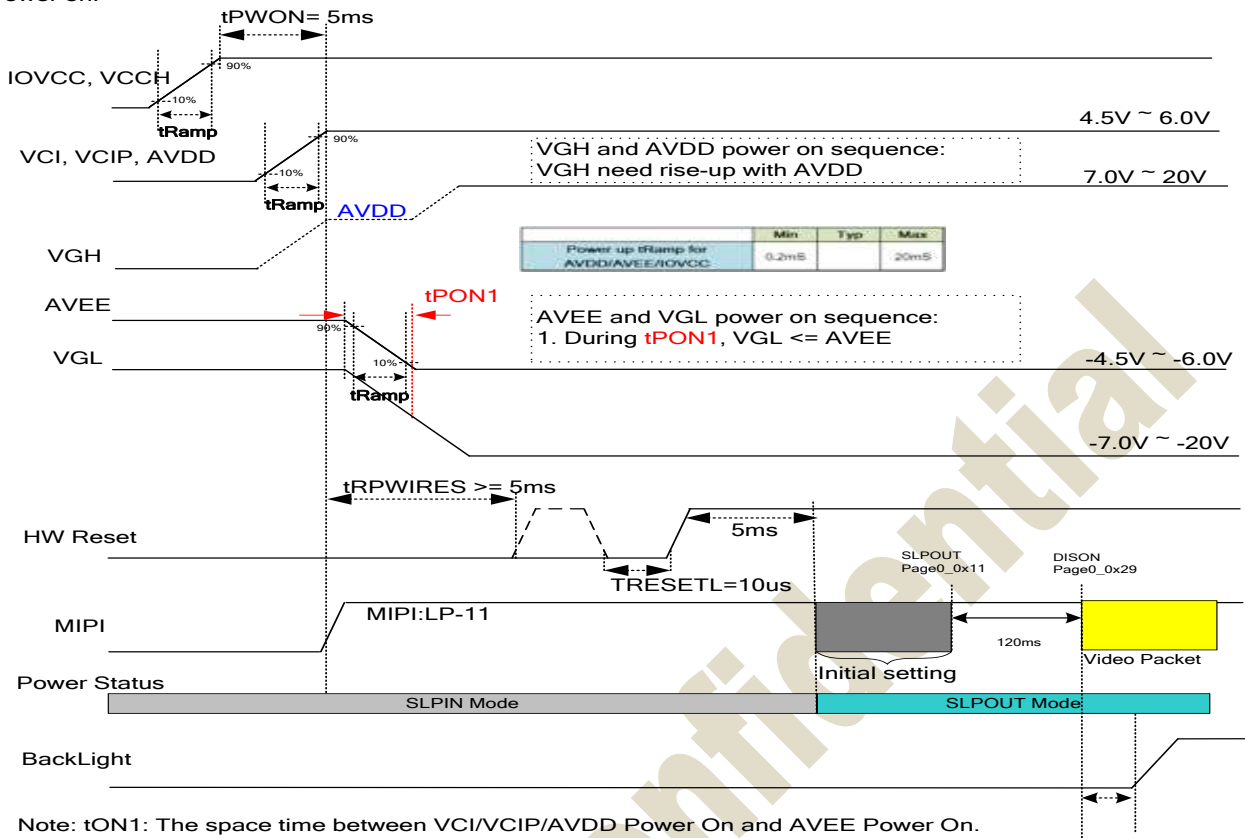 tPWON= 5ms
90%
IOVCC, VCCH
10%
tRamp
4.5V ~ 6.0V
90%
VCI, VCIP, AVDD
VGH and AVDD power on sequence:
VGH need rise-up with AVDD
10%
7.0V ~ 20V
tRamp
AVDD
Min Typ Max
Power up tRamp for
AVDD/AVEE/IOVCC
0.2mS 20mS
VGH
AVEE
tPON1
90%
AVEE and VGL power on sequence:
1. During tPON1, VGL <= AVEE
VGL
10%
-4.5V ~ -6.0V
tRamp
-7.0V ~ -20V
tRPWIRES >= 5ms
HW Reset
5ms
SLPOUT
Page0_0x11
DISON
Page0_0x29
TRESETL=10us
MIPI:LP-11
MIPI
120ms
Initial setting
Video Packet
Power Status
SLPIN Mode
SLPOUT Mode
BackLight
Note: tON1: The space time between VCI/VCIP/AVDD Power On and AVEE Power On.